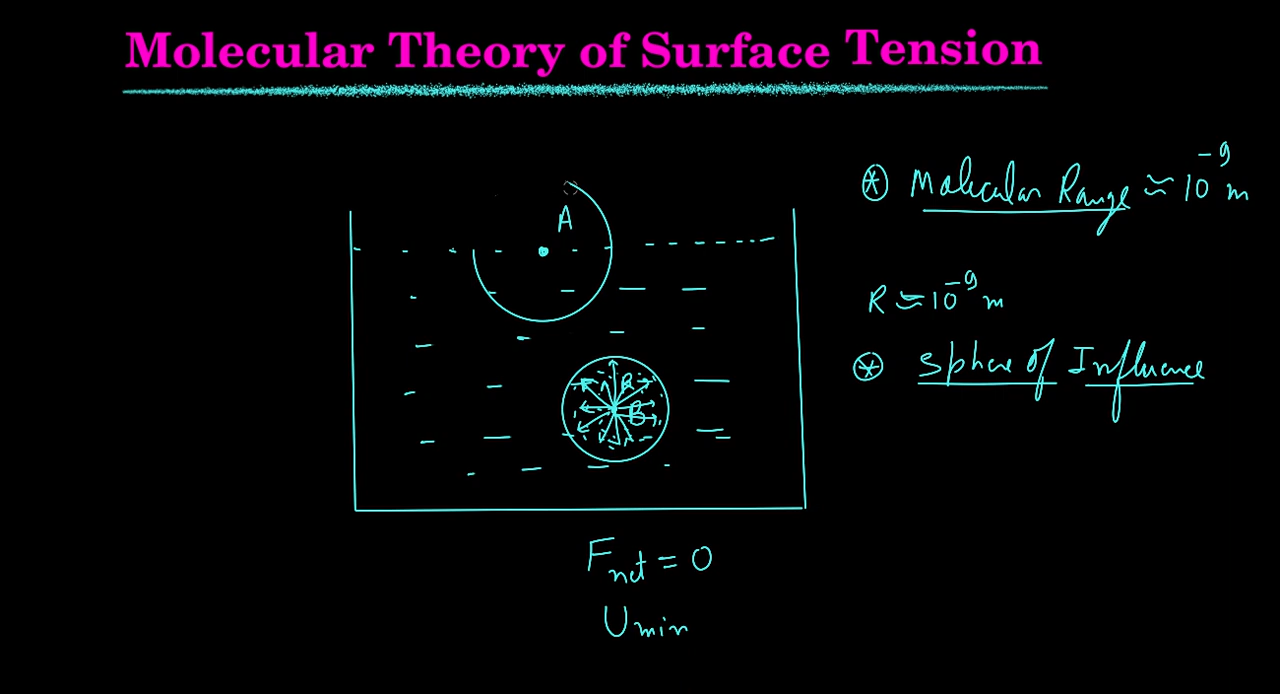 Molecular Theory of Surface Tension
⊛ Molecular Range ≈ 10⁻⁹ m
A
R ≈ 10⁻⁹ m
⊛ Sphere of Influence
R
B
F_net = 0
U_min